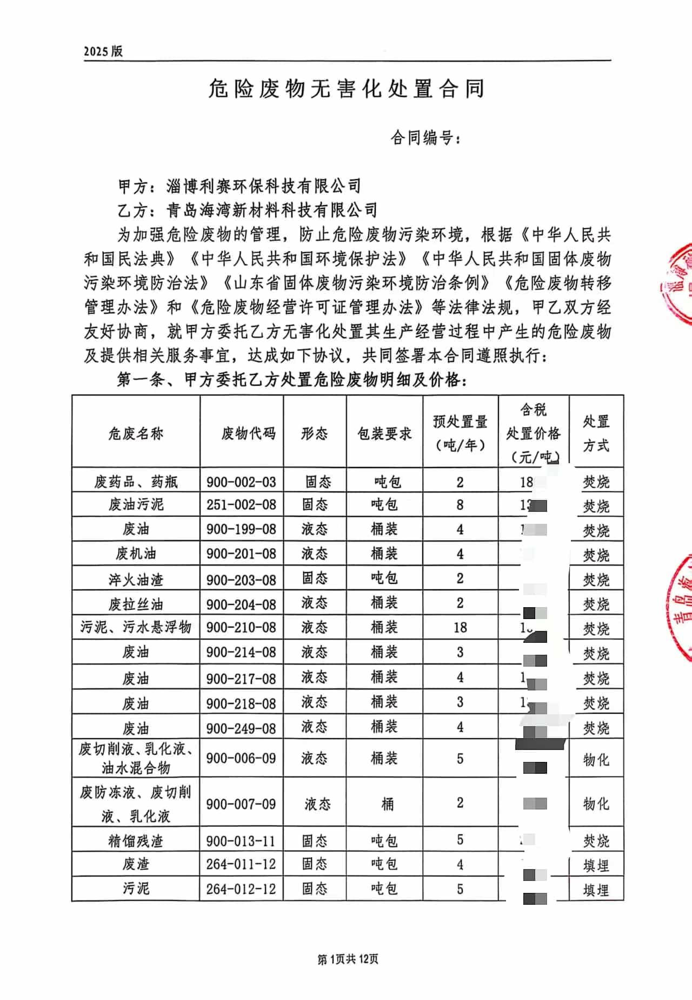 2025版
危险废物无害化处置合同
合同编号：
甲方：淄博利赛环保科技有限公司
乙方：青岛海湾新材料科技有限公司
为加强危险废物的管理，防止危险废物污染环境，根据《中华人民共
和国民法典》《中华人民共和国环境保护法》《中华人民共和国固体废物
污染环境防治法》《山东省固体废物污染环境防治条例》《危险废物转移
管理办法》和《危险废物经营许可证管理办法》等法律法规，甲乙双方经
友好协商，就甲方委托乙方无害化处置其生产经营过程中产生的危险废物
及提供相关服务事宜，达成如下协议，共同签署本合同遵照执行：
第一条、甲方委托乙方处置危险废物明细及价格：
危废名称 废物代码 形态 包装要求 预处置量（吨/年） 含税处置价格（元/吨） 处置方式
废药品、药瓶 900-002-03 固态 吨包 2 18 焚烧
废油污泥 251-002-08 固态 吨包 8 焚烧
废油 900-199-08 液态 桶装 4 焚烧
废机油 900-201-08 液态 桶装 4 焚烧
淬火油渣 900-203-08 固态 吨包 2 焚烧
废拉丝油 900-204-08 液态 桶装 2 焚烧
污泥、污水悬浮物 900-210-08 液态 桶装 18 焚烧
废油 900-214-08 液态 桶装 3 焚烧
废油 900-217-08 液态 桶装 4 焚烧
废油 900-218-08 液态 桶装 3 焚烧
废油 900-249-08 液态 桶装 4 焚烧
废切削液、乳化液、油水混合物 900-006-09 液态 桶装 5 物化
废防冻液、废切削液、乳化液 900-007-09 液态 桶 2 物化
精馏残渣 900-013-11 固态 吨包 5 焚烧
废渣 264-011-12 固态 吨包 4 填埋
污泥 264-012-12 固态 吨包 5 填埋
第1页共12页